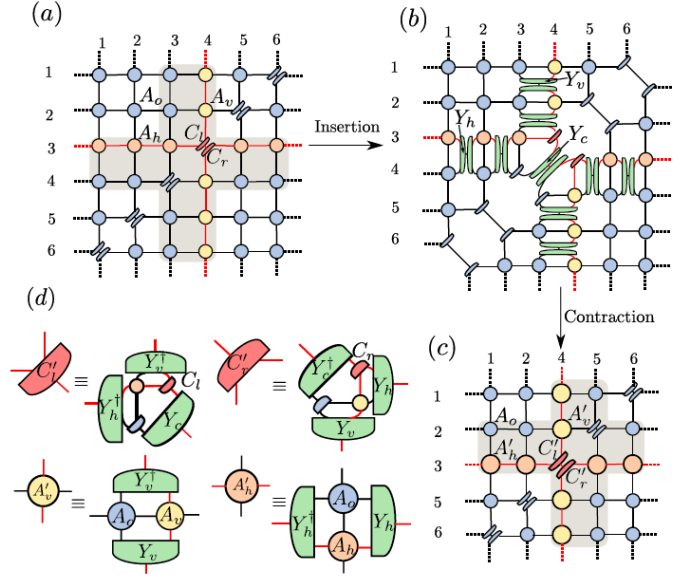 (a)
1 2 3 4 5 6
1
2
3
4
5
6
A_o A_v
A_h C_l
C_r
Insertion
(b)
1 2 3 4 5 6
1
2
3
4
5
6
Y_v
Y_h Y_c
Contraction
(c)
1 2 4 5 6
1
2
3
5
6
A_o A'_v
A'_h C'_l
C'_r
(d)
C'_l ≡ Y_v^† C_l
Y_h^† Y_c
C'_r ≡ Y_c^† C_r
Y_h
Y_v
A'_v ≡ Y_v^†
A_o A_v
Y_v
A'_h ≡ Y_h^† A_o Y_h
A_h